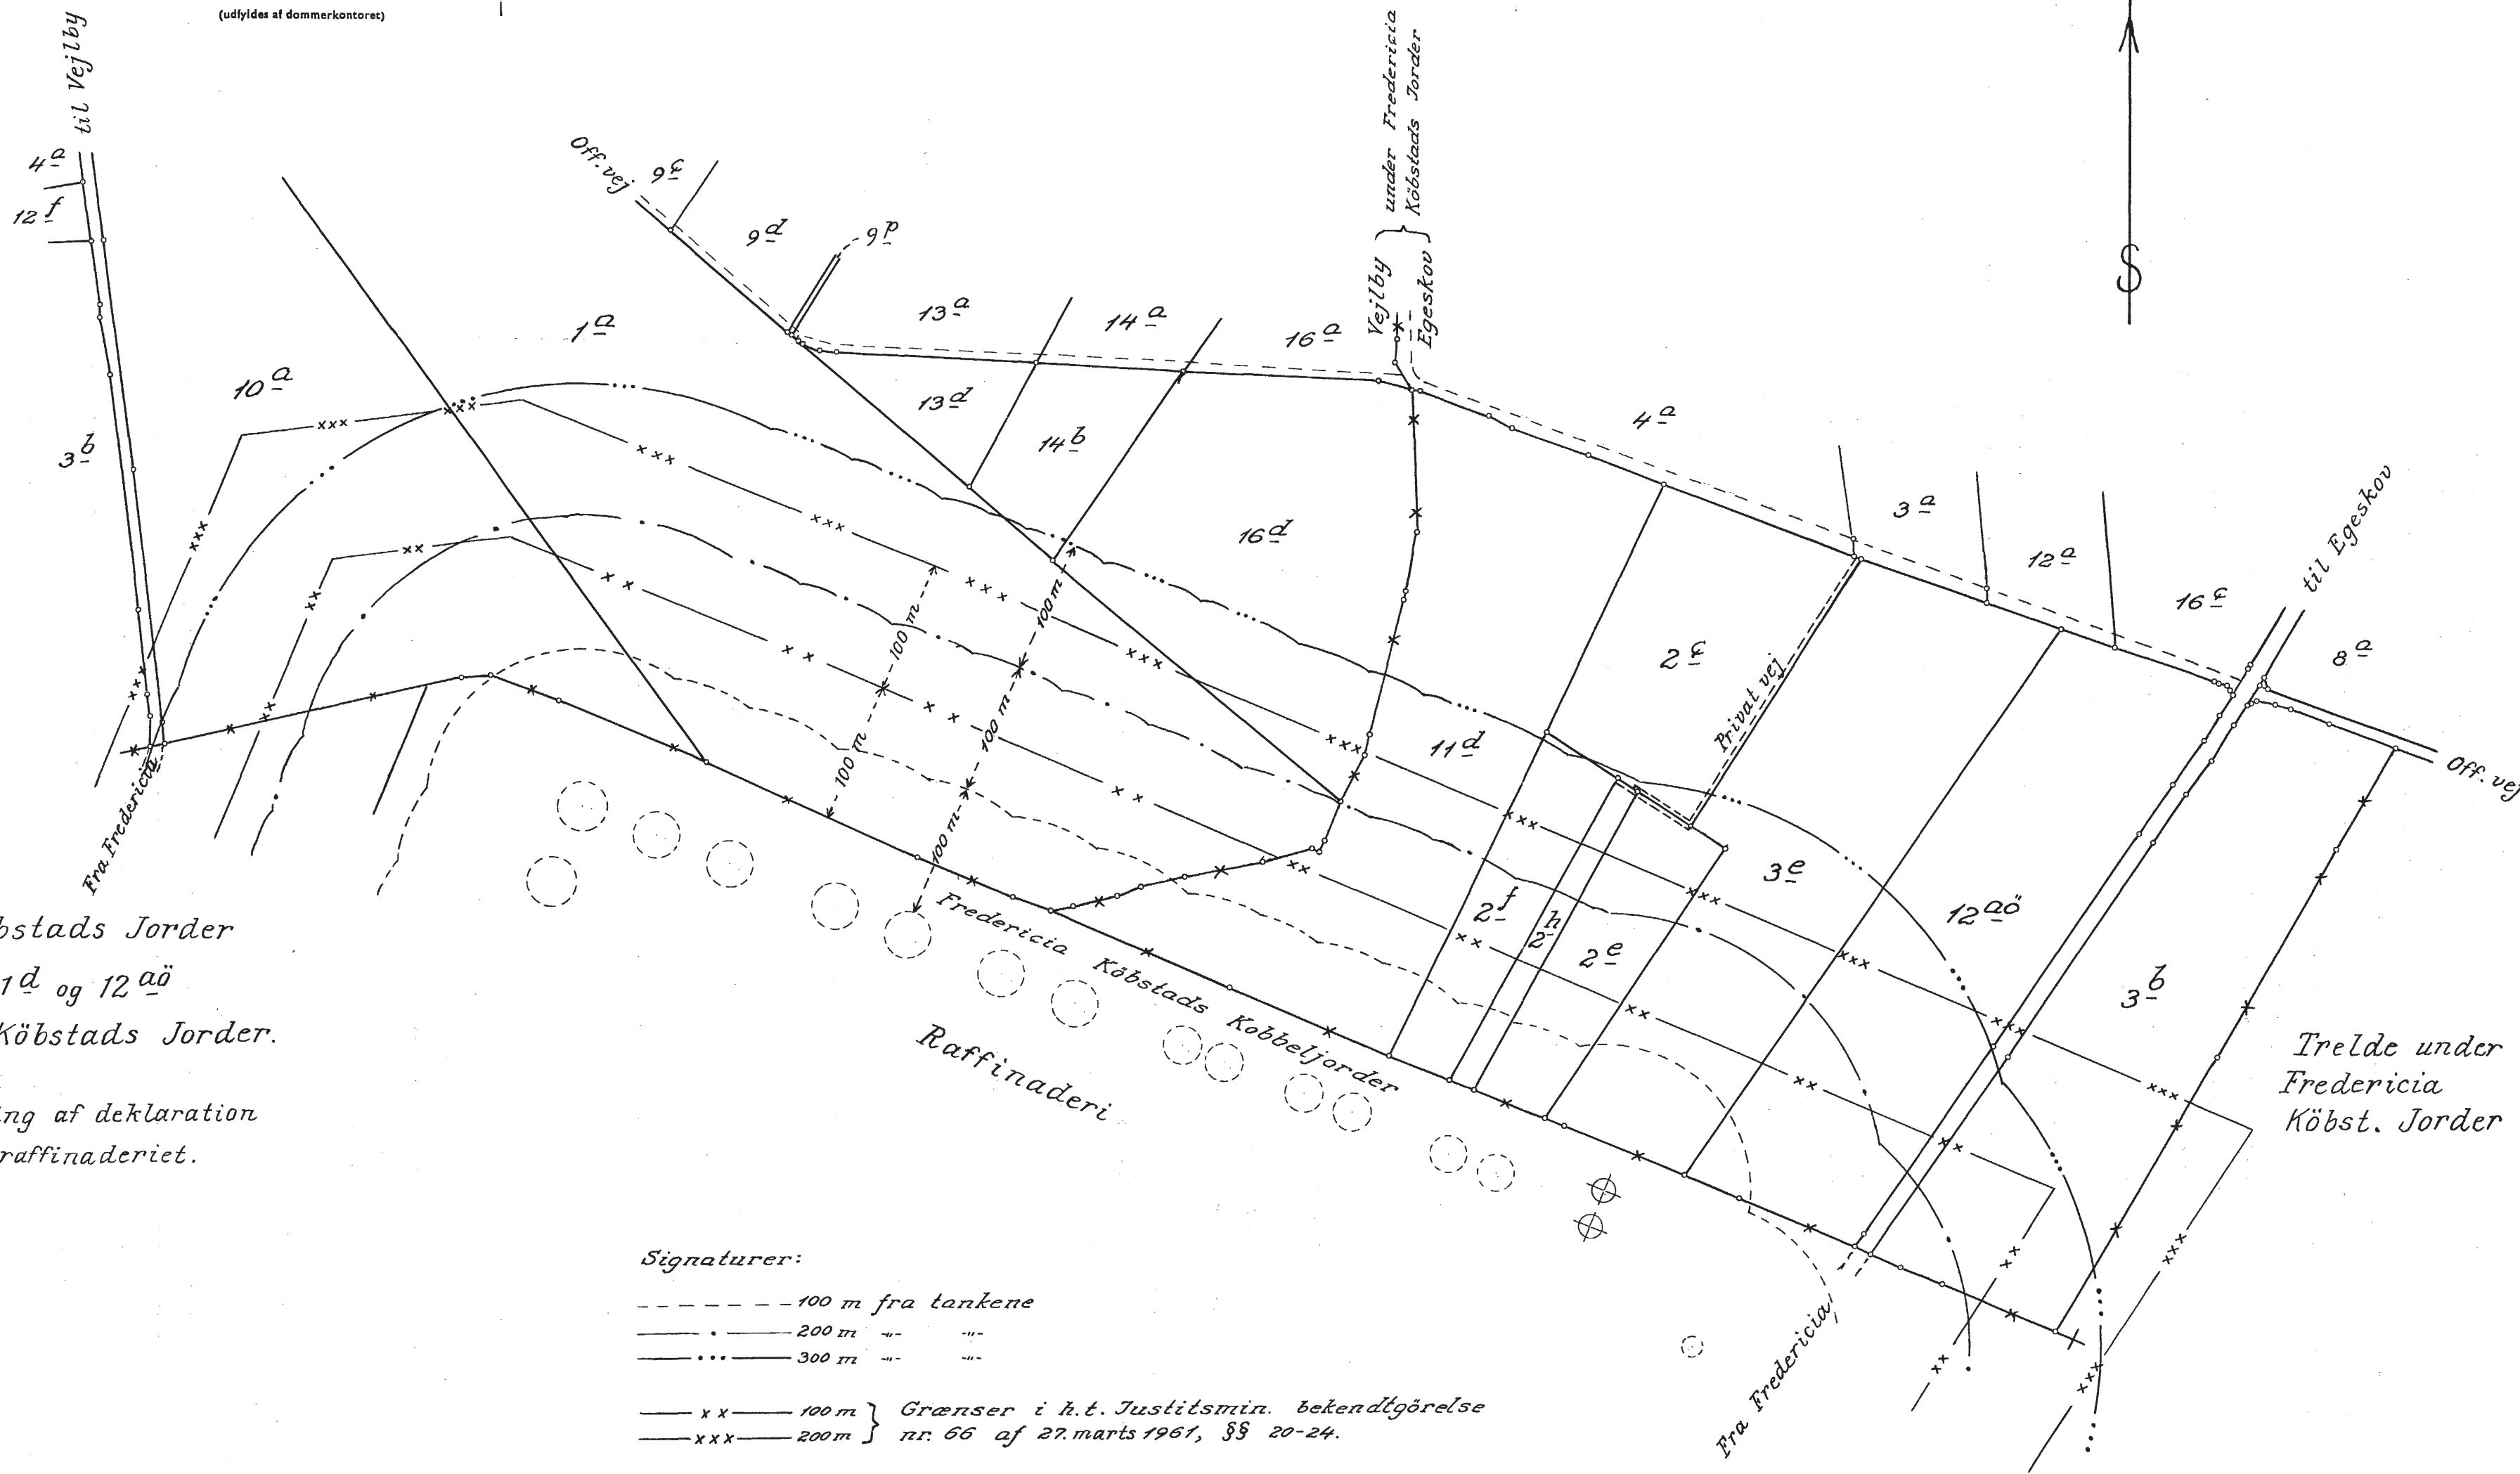 (udfyldes af dommerkontoret)
til Vejlby
4a
12f
3b
10a
1a
Off. vej
9c
9d
9p
13a
14a
16a
13d
14b
16d
Vejlby
Egeskov
under Fredericia
Köbstads Jorder
S
4a
3a
12a
16c
til Egeskov
8a
Off. vej
2c
Privat vej
11d
3e
2f
2h
2e
12aö
3b
100 m
100 m
100 m
100 m
100 m
Fra Fredericia
Fredericia Köbstads Kobbeljorder
Raffinaderi
Trelde under
Fredericia
Köbst. Jorder
Fra Fredericia
bstads Jorder
1d og 12aö
Köbstads Jorder.
ng af deklaration
raffinaderiet.
Signaturer:
100 m fra tankene
200 m -"- -"-
300 m -"- -"-
xx 100 m } Grænser i h.t. Justitsmin. bekendtgörelse
xxx 200 m } nr. 66 af 27. marts 1961, §§ 20-24.